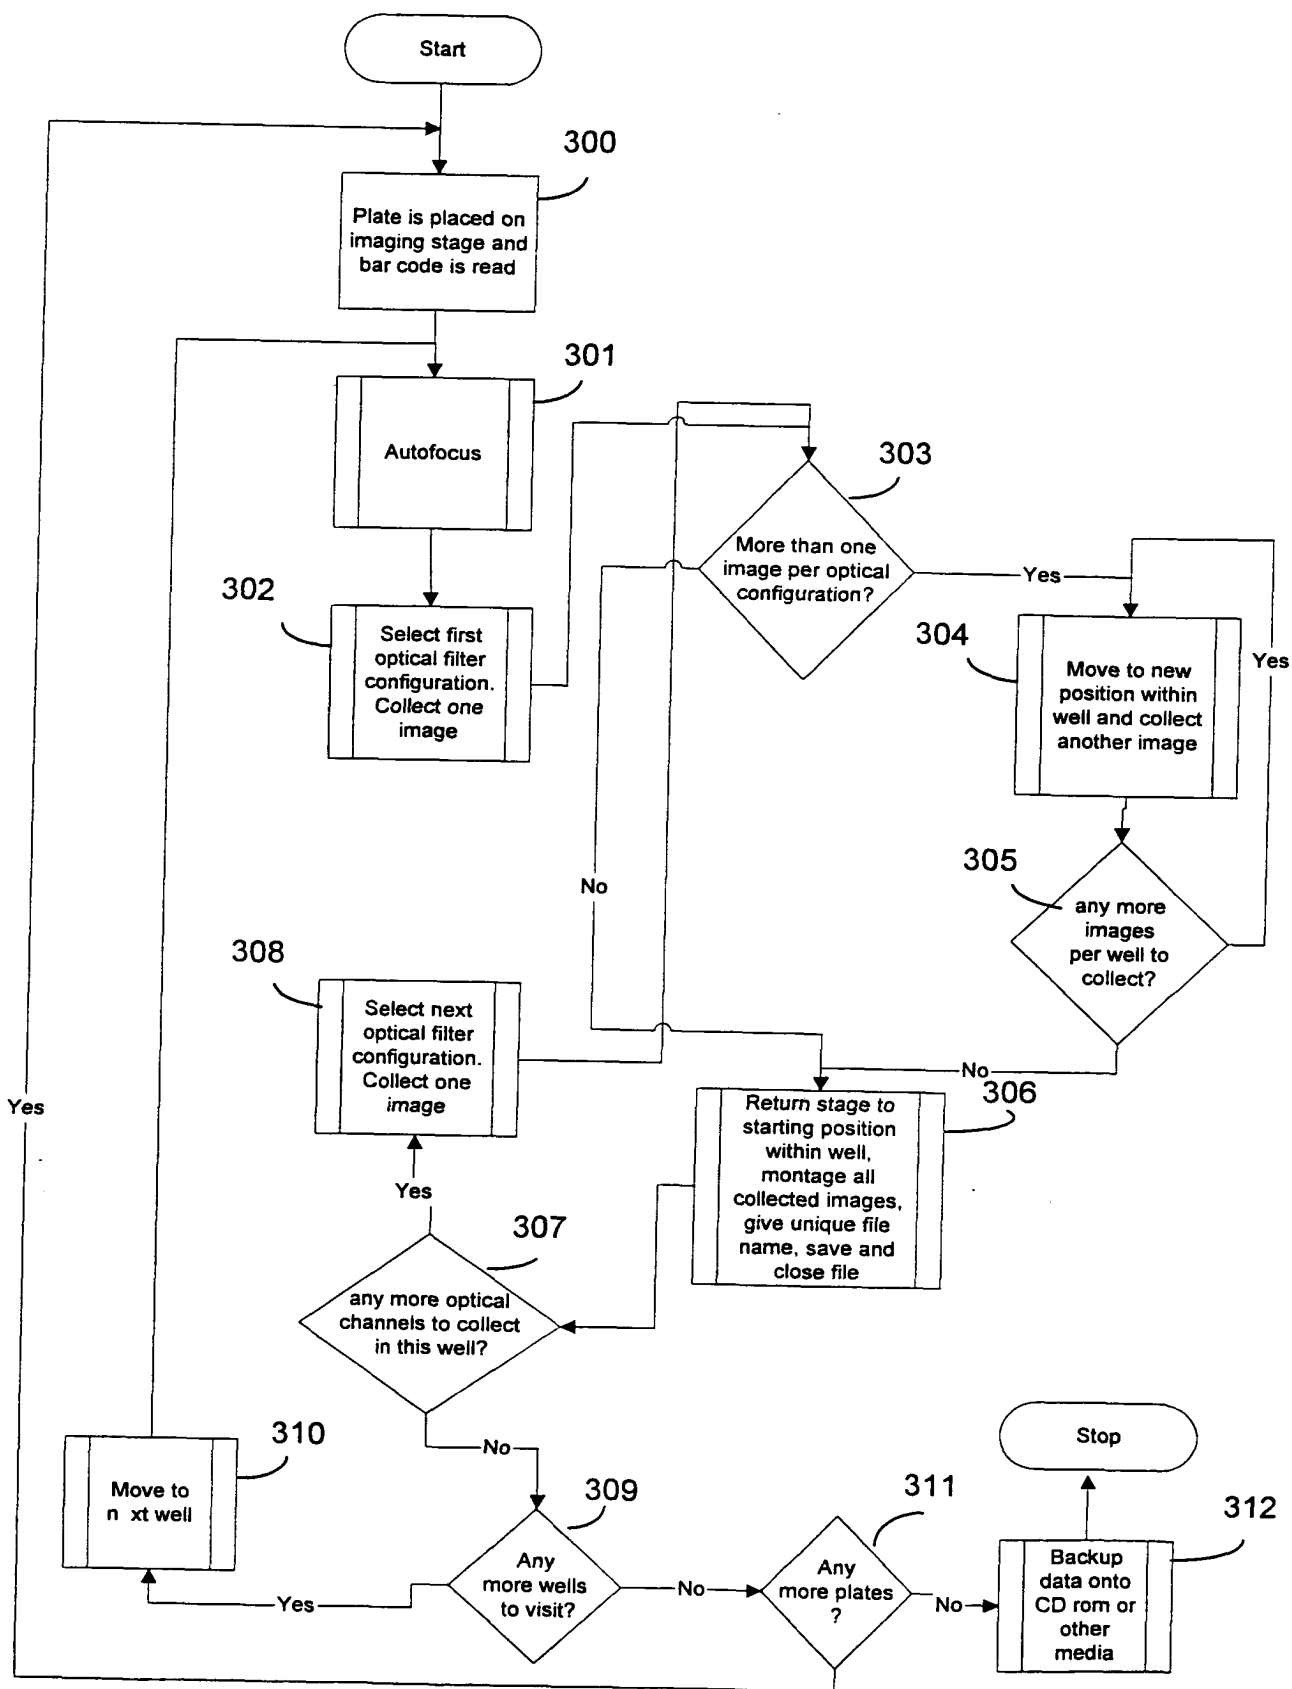 Start
300
Plate is placed on
imaging stage and
bar code is read
301
Autofocus
303
More than one
image per optical
configuration?
Yes
302
Select first
optical filter
configuration.
Collect one
image
304
Move to new
position within
well and collect
another image
Yes
305
any more
images
per well to
collect?
No
No
308
Select next
optical filter
configuration.
Collect one
image
306
Return stage to
starting position
within well,
montage all
collected images,
give unique file
name, save and
close file
Yes
Yes
307
any more optical
channels to collect
in this well?
No
310
Move to
n xt well
309
Any
more wells
to visit?
Yes
No
311
Any
more plates
?
No
Stop
312
Backup
data onto
CD rom or
other
media